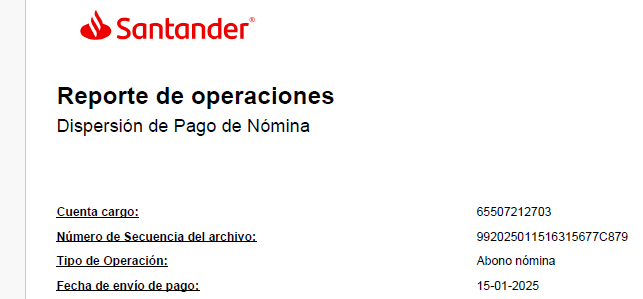 Santander®
Reporte de operaciones
Dispersión de Pago de Nómina
Cuenta cargo: 65507212703
Número de Secuencia del archivo: 992025011516315677C879
Tipo de Operación: Abono nómina
Fecha de envío de pago: 15-01-2025